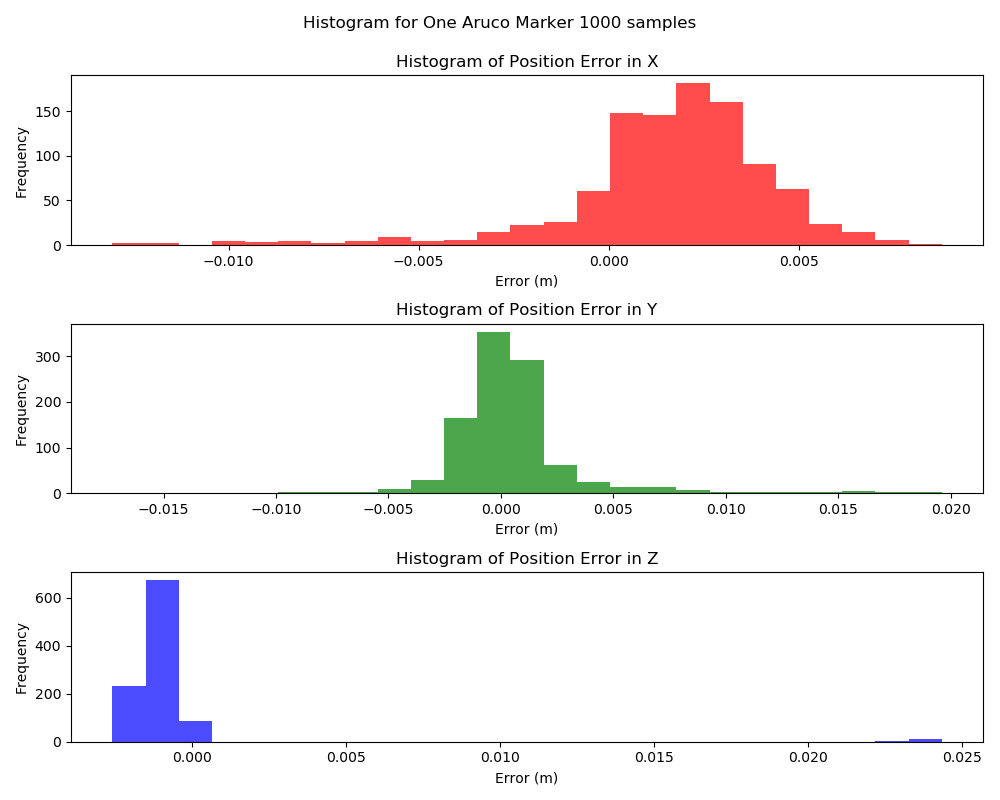 Histogram for One Aruco Marker 1000 samples
Histogram of Position Error in X
Frequency
150
100
50
0
−0.010 −0.005 0.000 0.005
Error (m)
Histogram of Position Error in Y
Frequency
300
200
100
0
−0.015 −0.010 −0.005 0.000 0.005 0.010 0.015 0.020
Error (m)
Histogram of Position Error in Z
Frequency
600
400
200
0
0.000 0.005 0.010 0.015 0.020 0.025
Error (m)